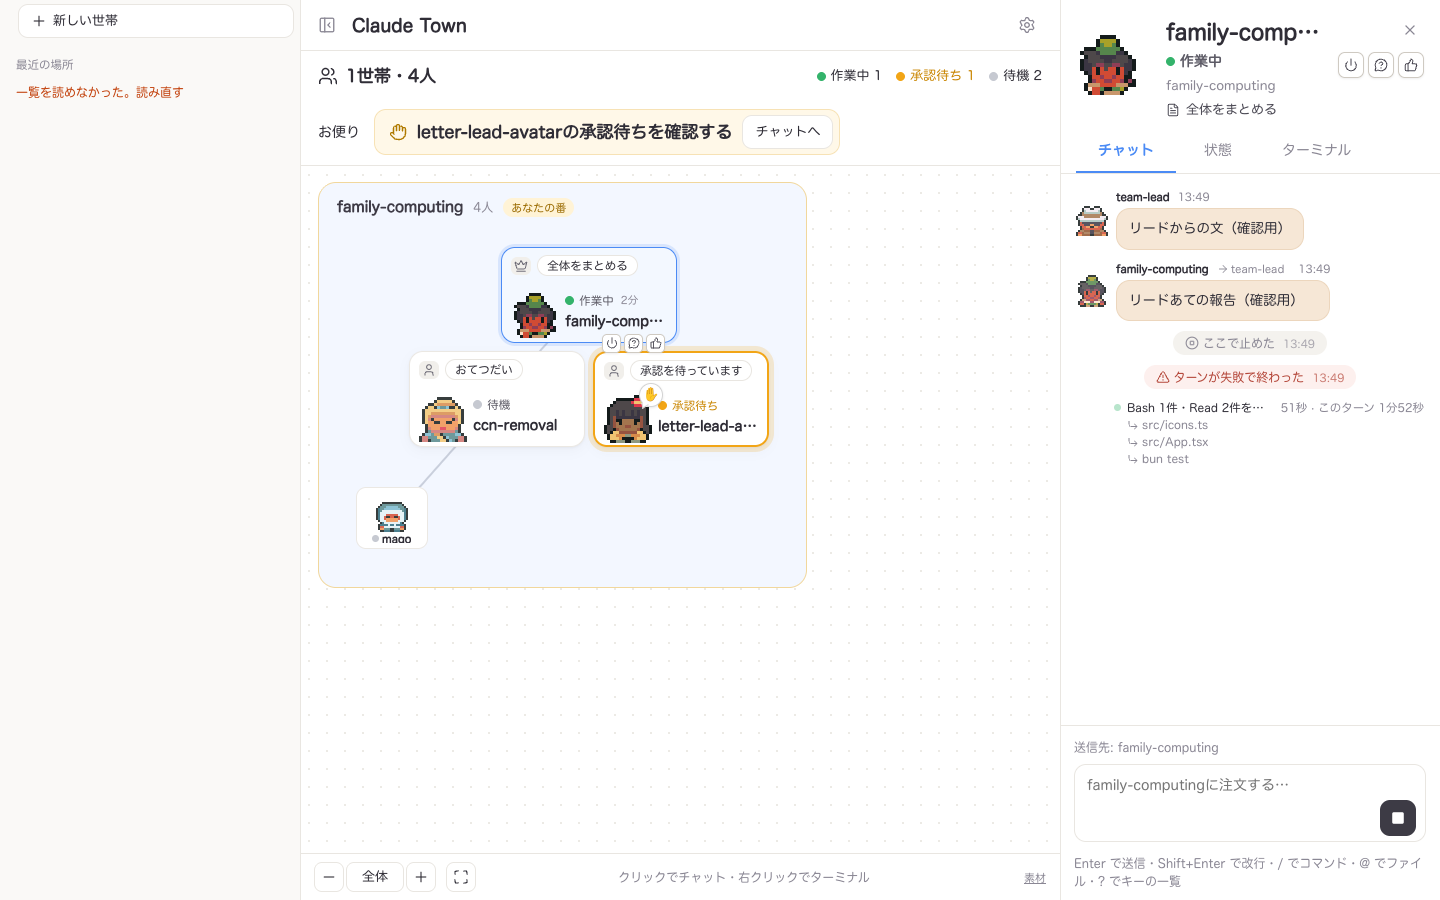 新しい世帯
最近の場所
一覧を読めなかった。読み直す
Claude Town
1世帯・4人
作業中 1
承認待ち 1
待機 2
お便り
letter-lead-avatarの承認待ちを確認する
チャットへ
family-computing 4人 あなたの番
全体をまとめる
作業中 2分
family-comp…
おてつだい
待機
ccn-removal
承認を待っています
承認待ち
letter-lead-a…
mago
全体
クリックでチャット・右クリックでターミナル
素材
family-comp…
作業中
family-computing
全体をまとめる
チャット
状態
ターミナル
team-lead 13:49
リードからの文（確認用）
family-computing → team-lead 13:49
リードあての報告（確認用）
ここで止めた 13:49
ターンが失敗で終わった 13:49
Bash 1件・Read 2件を… 51秒・このターン 1分52秒
src/icons.ts
src/App.tsx
bun test
送信先: family-computing
family-computingに注文する…
Enter で送信・Shift+Enter で改行・/ でコマンド・@ でファイ
ル・? でキーの一覧